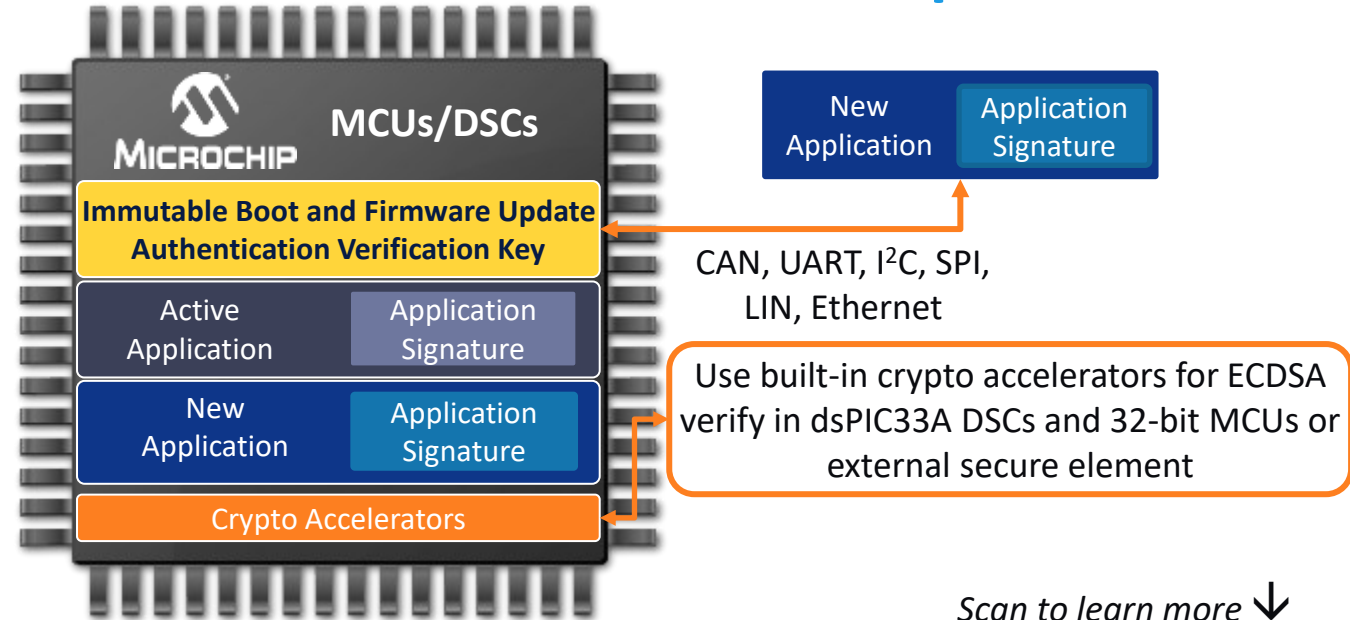 MICROCHIP
MCUs/DSCs
Immutable Boot and Firmware Update
Authentication Verification Key
Active
Application
Application
Signature
New
Application
Application
Signature
Crypto Accelerators
New
Application
Application
Signature
CAN, UART, I²C, SPI,
LIN, Ethernet
Use built-in crypto accelerators for ECDSA
verify in dsPIC33A DSCs and 32-bit MCUs or
external secure element
Scan to learn more ↓